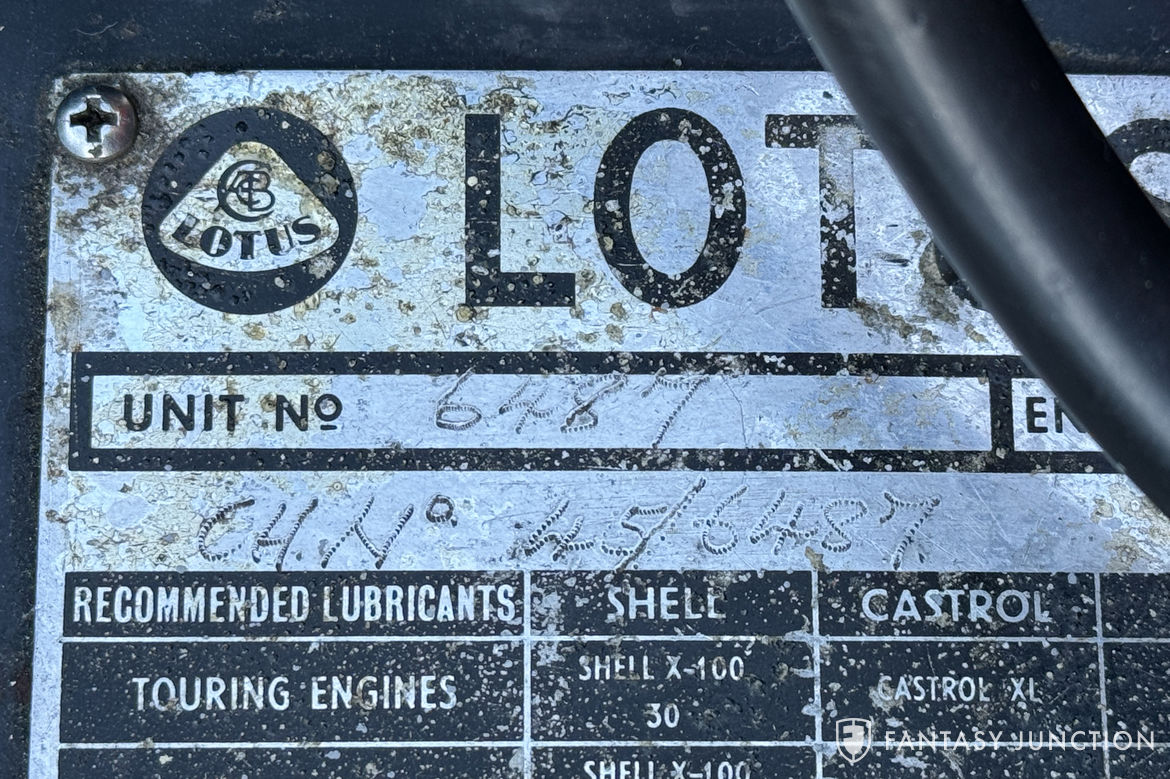 LOTUS
LOTUS
UNIT Nº 6487
CH. Nº 45/6487
RECOMMENDED LUBRICANTS SHELL CASTROL
TOURING ENGINES SHELL X-100 30 CASTROL XL
SHELL X-100
FANTASY JUNCTION